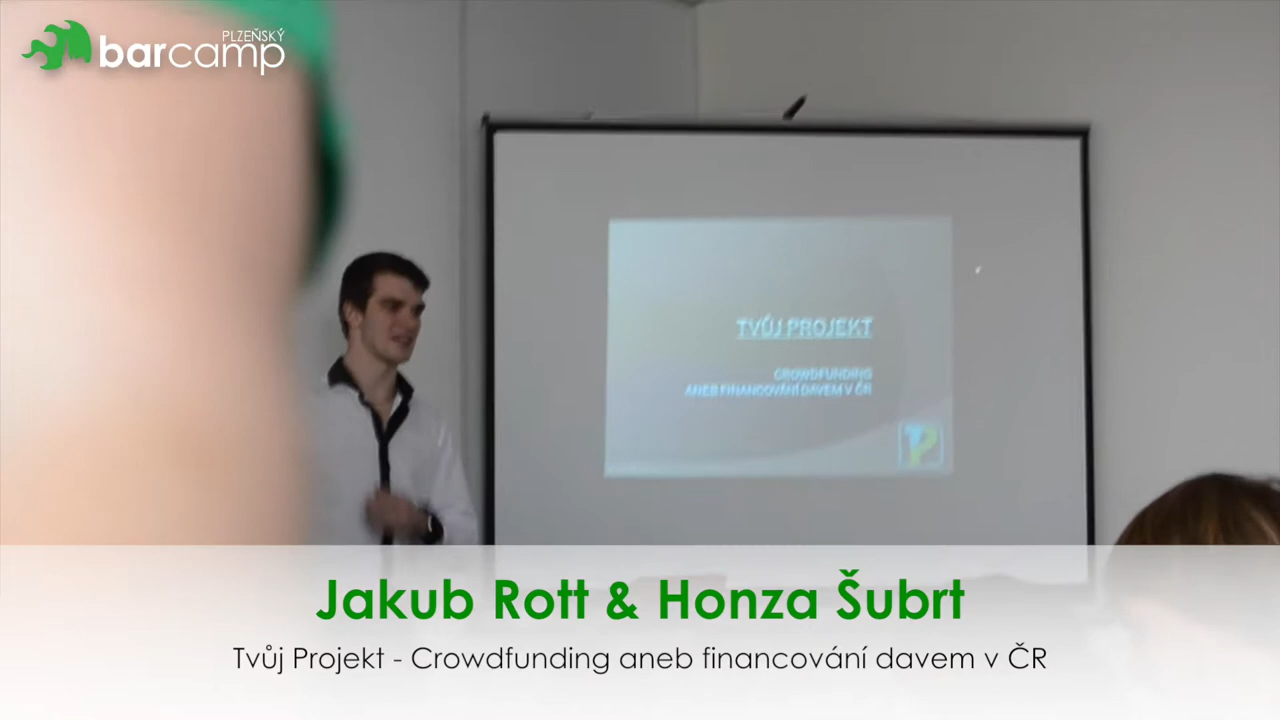 PLZEŇSKÝ
barcamp
TVŮJ PROJEKT
CROWDFUNDING
ANEB FINANCOVÁNÍ DAVEM V ČR
TP
Jakub Rott & Honza Šubrt
Tvůj Projekt - Crowdfunding aneb financování davem v ČR